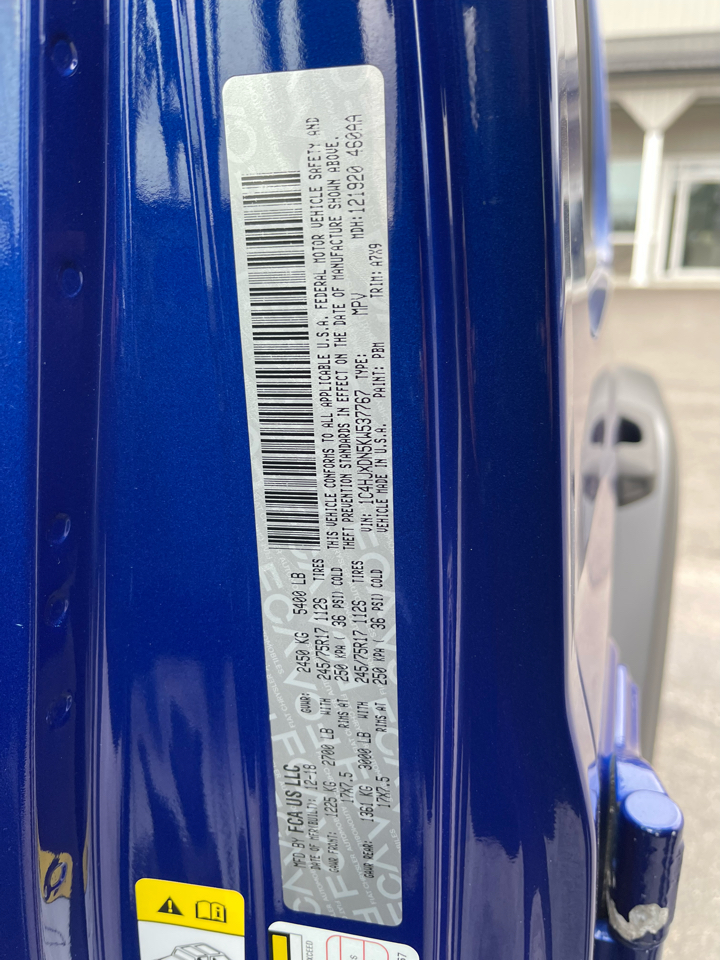 MFD BY FCA US LLC
DATE OF MFR(BUILT): 12-18 GVWR: 2450 KG 5400 LB
GAWR FRONT: 1225 KG 2700 LB WITH 245/75R17 112S TIRES
17X7.5 RIMS AT 250 KPA ( 36 PSI) COLD
GAWR REAR: 1361 KG 3000 LB WITH 245/75R17 112S TIRES
17X7.5 RIMS AT 250 KPA ( 36 PSI) COLD
THIS VEHICLE CONFORMS TO ALL APPLICABLE U.S.A. FEDERAL MOTOR VEHICLE SAFETY AND
THEFT PREVENTION STANDARDS IN EFFECT ON THE DATE OF MANUFACTURE SHOWN ABOVE.
VIN: 1C4HJXDN5KW537767 TYPE: MPV MDH:121920 460AA
VEHICLE MADE IN U.S.A. PAINT: PBM TRIM: A7X9